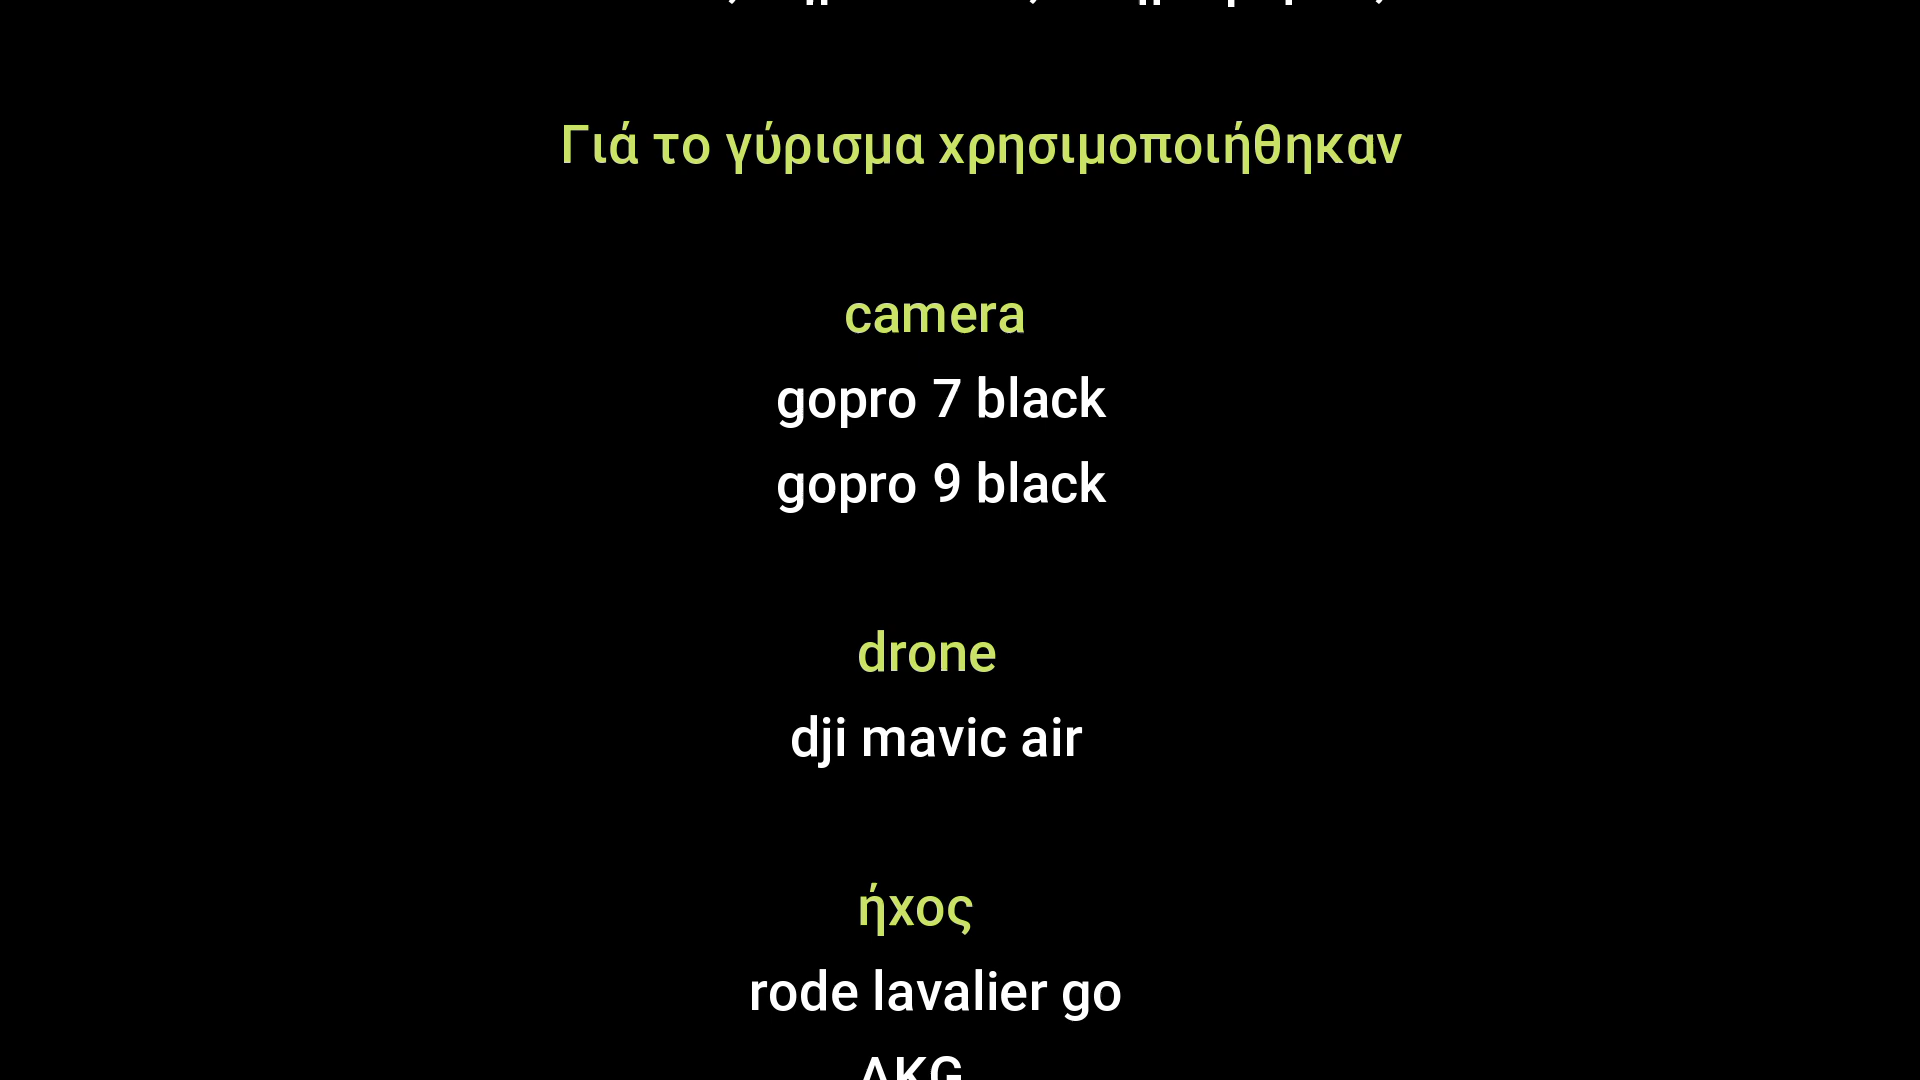 Γιά το γύρισμα χρησιμοποιήθηκαν
camera
gopro 7 black
gopro 9 black
drone
dji mavic air
ήχος
rode lavalier go
AKG